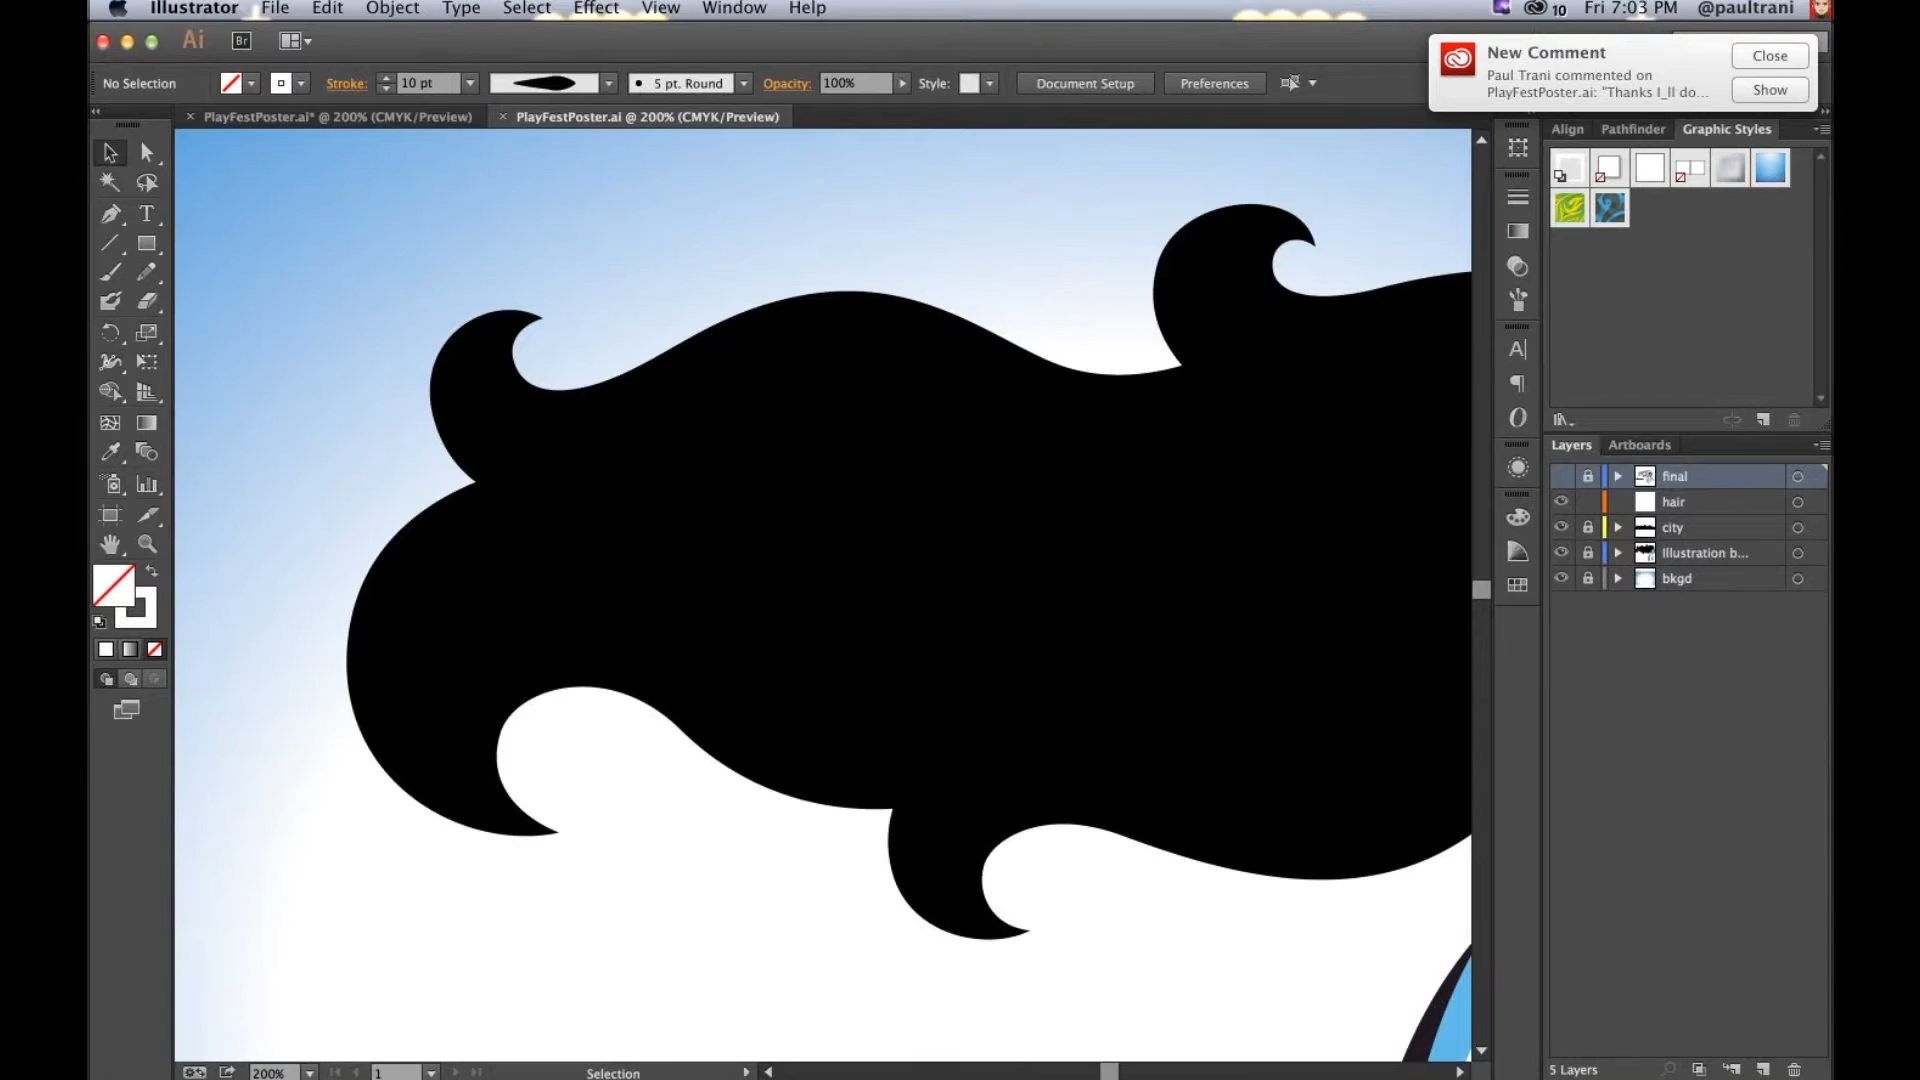 Illustrator File Edit Object Type Select Effect View Window Help 10 Fri 7:03 PM @paultrani
Ai Br
New Comment
Paul Trani commented on
PlayFestPoster.ai: "Thanks I_ll do...
Close
Show
No Selection Stroke: 10 pt 5 pt. Round Opacity: 100% Style: Document Setup Preferences
× PlayFestPoster.ai* @ 200% (CMYK/Preview) × PlayFestPoster.ai @ 200% (CMYK/Preview)
Align Pathfinder Graphic Styles
Layers Artboards
final
hair
city
Illustration b...
bkgd
200% 1 Selection 5 Layers